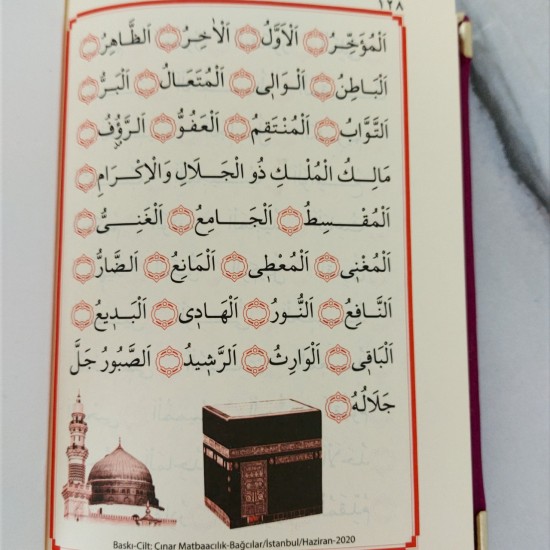 ١٢٨
اَلْمُؤَخِّرُ اَلْاَوَّلُ اَلْاٰخِرُ اَلظَّاهِرُ
اَلْبَاطِنُ اَلْوَالِي اَلْمُتَعَالُ اَلْبَرُّ
اَلتَّوَّابُ اَلْمُنْتَقِمُ اَلْعَفُوُّ اَلرَّؤُفُ
مَالِكُ الْمُلْكِ ذُو الْجَلَالِ وَالْاِكْرَامِ
اَلْمُقْسِطُ اَلْجَامِعُ اَلْغَنِىُّ
اَلْمُغْنِى اَلْمُعْطِى اَلْمَانِعُ اَلضَّارُّ
اَلنَّافِعُ اَلنُّورُ اَلْهَادِى اَلْبَدِيعُ
اَلْبَاقِى اَلْوَارِثُ اَلرَّشِيدُ اَلصَّبُورُ جَلَّ
جَلَالُهُ
Baskı-Cilt: Çınar Matbaacılık-Bağcılar/İstanbul/Haziran-2020